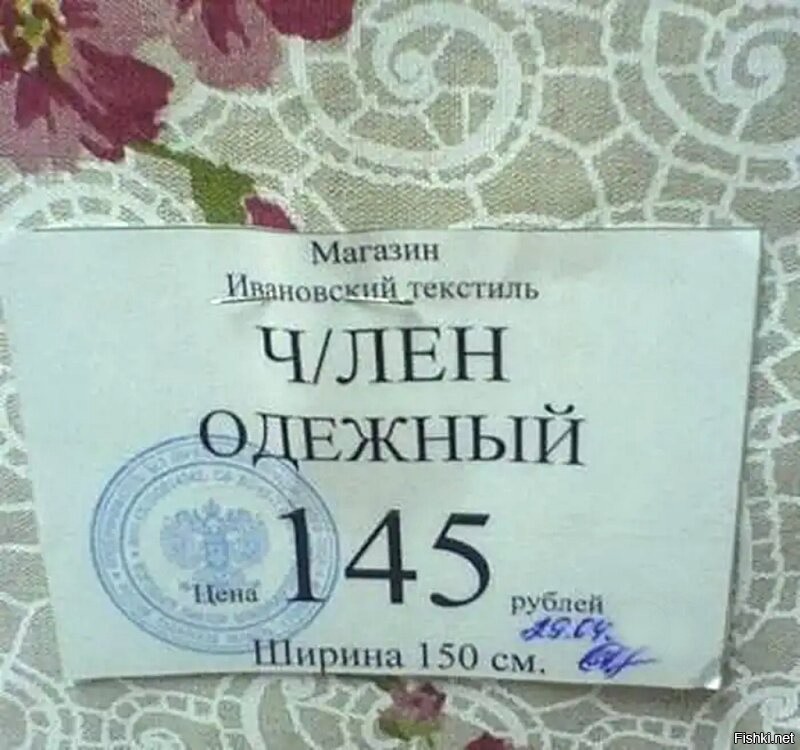 Магазин
Ивановский текстиль
Ч/ЛЕН
ОДЕЖНЫЙ
Цена 145 рублей
29.04.
Ширина 150 см.
Fishki.net